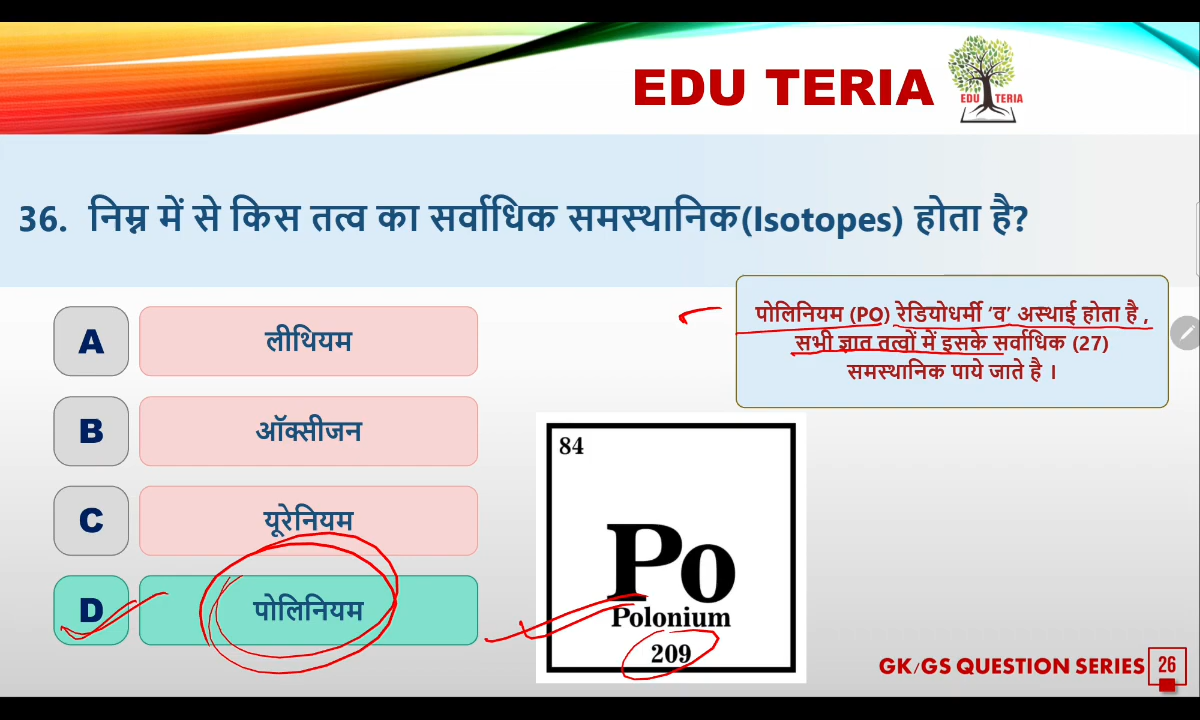 EDU TERIA
EDU TERIA
36. निम्न में से किस तत्व का सर्वाधिक समस्थानिक(Isotopes) होता है?
A लीथियम
B ऑक्सीजन
C यूरेनियम
D पोलिनियम
पोलिनियम (PO) रेडियोधर्मी ‘व’ अस्थाई होता है ,
सभी ज्ञात तत्वों में इसके सर्वाधिक (27)
समस्थानिक पाये जाते है ।
84
Po
Polonium
209
GK/GS QUESTION SERIES 26